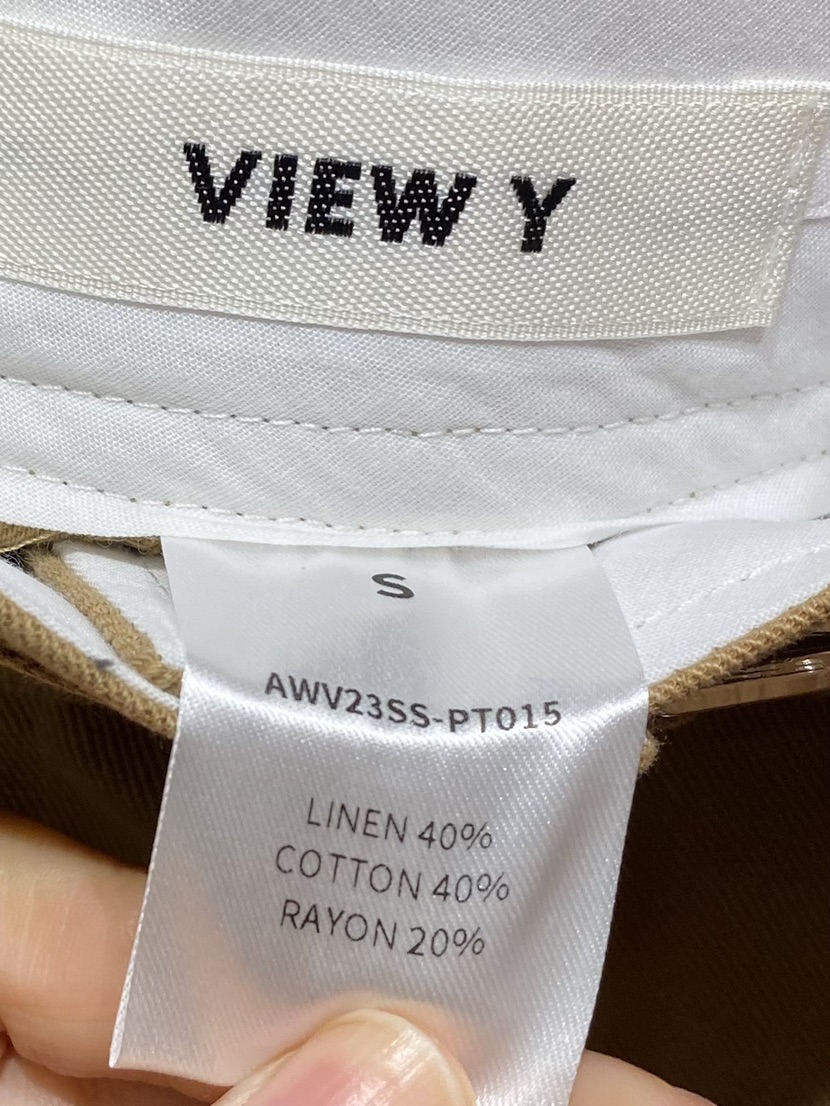 VIEW Y
S
AWV23SS-PT015
LINEN 40%
COTTON 40%
RAYON 20%